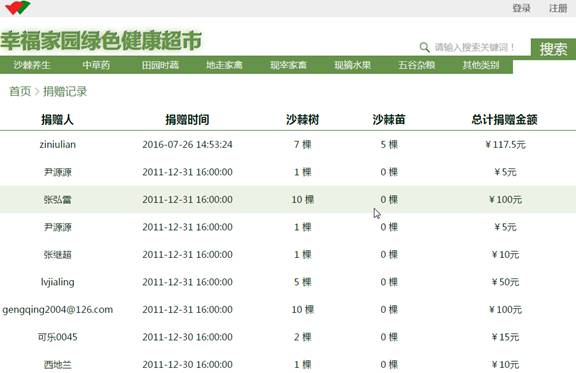 登录 注册
幸福家园绿色健康超市
请输入搜索关键词！ 搜索
沙棘养生 中草药 田园时蔬 地走家禽 现宰家畜 现摘水果 五谷杂粮 其他类别
首页 > 捐赠记录
捐赠人 捐赠时间 沙棘树 沙棘苗 总计捐赠金额
ziniulian 2016-07-26 14:53:24 7 棵 5 棵 ￥117.5元
尹源源 2011-12-31 16:00:00 1 棵 0 棵 ￥5元
张弘雷 2011-12-31 16:00:00 10 棵 0 棵 ￥100元
尹源源 2011-12-31 16:00:00 1 棵 0 棵 ￥5元
张继超 2011-12-31 16:00:00 1 棵 0 棵 ￥10元
lvjialing 2011-12-31 16:00:00 5 棵 0 棵 ￥50元
gengqing2004@126.com 2011-12-31 16:00:00 10 棵 0 棵 ￥100元
可乐0045 2011-12-30 16:00:00 2 棵 0 棵 ￥15元
西地兰 2011-12-30 16:00:00 1 棵 0 棵 ￥10元